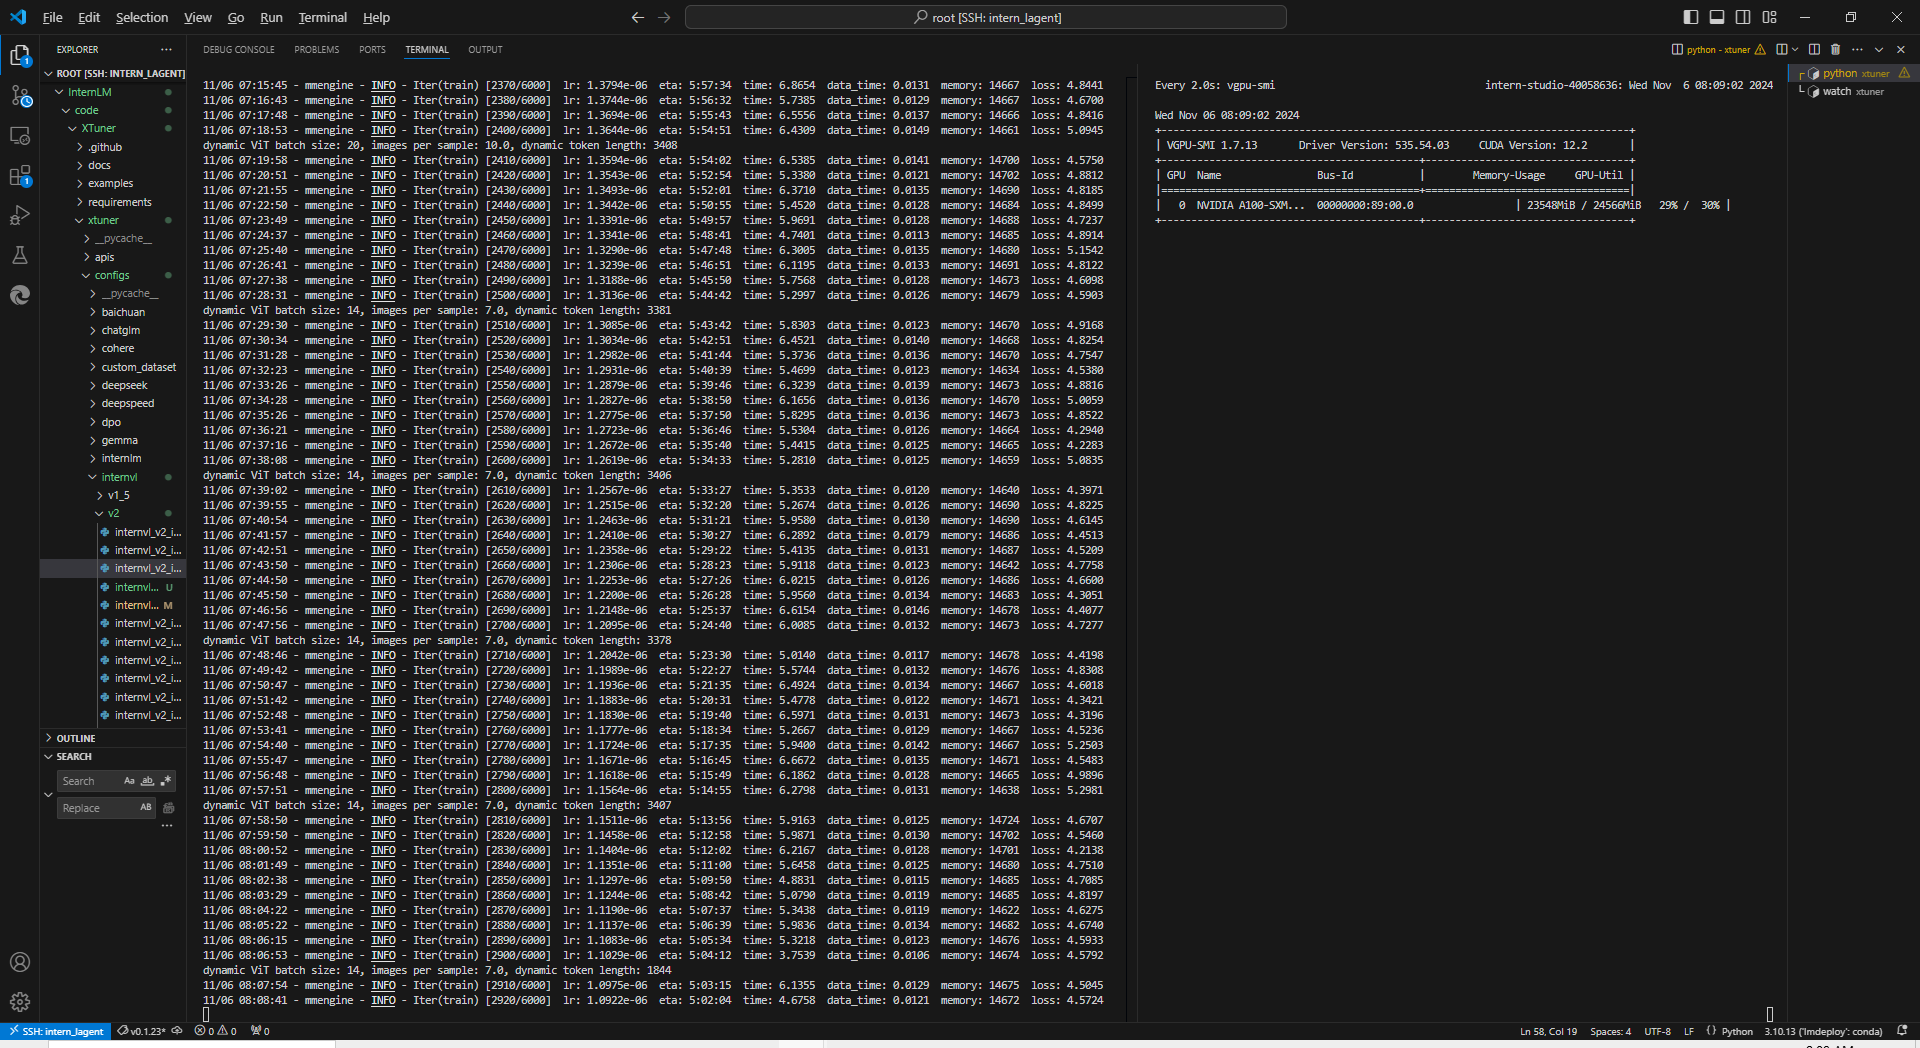 File Edit Selection View Go Run Terminal Help
root [SSH: intern_lagent]
EXPLORER
ROOT [SSH: INTERN_LAGENT]
InternLM
code
XTuner
.github
docs
examples
requirements
xtuner
__pycache__
apis
configs
__pycache__
baichuan
chatglm
cohere
custom_dataset
deepseek
deepspeed
dpo
gemma
internlm
internvl
v1_5
v2
internvl_v2_i...
internvl_v2_i...
internvl_v2_i...
internvl... U
internvl... M
internvl_v2_i...
internvl_v2_i...
internvl_v2_i...
internvl_v2_i...
internvl_v2_i...
internvl_v2_i...
OUTLINE
SEARCH
Search Aa ab
Replace AB
DEBUG CONSOLE PROBLEMS PORTS TERMINAL OUTPUT
11/06 07:15:45 - mmengine - INFO - Iter(train) [2370/6000] lr: 1.3794e-06 eta: 5:57:34 time: 6.8654 data_time: 0.0131 memory: 14667 loss: 4.8441
11/06 07:16:43 - mmengine - INFO - Iter(train) [2380/6000] lr: 1.3744e-06 eta: 5:56:32 time: 5.7385 data_time: 0.0129 memory: 14667 loss: 4.6700
11/06 07:17:48 - mmengine - INFO - Iter(train) [2390/6000] lr: 1.3694e-06 eta: 5:55:43 time: 6.5556 data_time: 0.0137 memory: 14666 loss: 4.8416
11/06 07:18:53 - mmengine - INFO - Iter(train) [2400/6000] lr: 1.3644e-06 eta: 5:54:51 time: 6.4309 data_time: 0.0149 memory: 14661 loss: 5.0945
dynamic ViT batch size: 20, images per sample: 10.0, dynamic token length: 3408
11/06 07:19:58 - mmengine - INFO - Iter(train) [2410/6000] lr: 1.3594e-06 eta: 5:54:02 time: 6.5385 data_time: 0.0141 memory: 14700 loss: 4.5750
11/06 07:20:51 - mmengine - INFO - Iter(train) [2420/6000] lr: 1.3543e-06 eta: 5:52:54 time: 5.3380 data_time: 0.0121 memory: 14702 loss: 4.8812
11/06 07:21:55 - mmengine - INFO - Iter(train) [2430/6000] lr: 1.3493e-06 eta: 5:52:01 time: 6.3710 data_time: 0.0135 memory: 14690 loss: 4.8185
11/06 07:22:50 - mmengine - INFO - Iter(train) [2440/6000] lr: 1.3442e-06 eta: 5:50:55 time: 5.4520 data_time: 0.0128 memory: 14684 loss: 4.8499
11/06 07:23:49 - mmengine - INFO - Iter(train) [2450/6000] lr: 1.3391e-06 eta: 5:49:57 time: 5.9691 data_time: 0.0128 memory: 14688 loss: 4.7237
11/06 07:24:37 - mmengine - INFO - Iter(train) [2460/6000] lr: 1.3341e-06 eta: 5:48:41 time: 4.7401 data_time: 0.0113 memory: 14685 loss: 4.8914
11/06 07:25:40 - mmengine - INFO - Iter(train) [2470/6000] lr: 1.3290e-06 eta: 5:47:48 time: 6.3005 data_time: 0.0135 memory: 14680 loss: 5.1542
11/06 07:26:41 - mmengine - INFO - Iter(train) [2480/6000] lr: 1.3239e-06 eta: 5:46:51 time: 6.1195 data_time: 0.0133 memory: 14691 loss: 4.8122
11/06 07:27:38 - mmengine - INFO - Iter(train) [2490/6000] lr: 1.3188e-06 eta: 5:45:50 time: 5.7568 data_time: 0.0128 memory: 14673 loss: 4.6098
11/06 07:28:31 - mmengine - INFO - Iter(train) [2500/6000] lr: 1.3136e-06 eta: 5:44:42 time: 5.2997 data_time: 0.0126 memory: 14679 loss: 4.5903
dynamic ViT batch size: 14, images per sample: 7.0, dynamic token length: 3381
11/06 07:29:30 - mmengine - INFO - Iter(train) [2510/6000] lr: 1.3085e-06 eta: 5:43:42 time: 5.8303 data_time: 0.0123 memory: 14670 loss: 4.9168
11/06 07:30:34 - mmengine - INFO - Iter(train) [2520/6000] lr: 1.3034e-06 eta: 5:42:51 time: 6.4521 data_time: 0.0140 memory: 14668 loss: 4.8254
11/06 07:31:28 - mmengine - INFO - Iter(train) [2530/6000] lr: 1.2982e-06 eta: 5:41:44 time: 5.3736 data_time: 0.0136 memory: 14670 loss: 4.7547
11/06 07:32:23 - mmengine - INFO - Iter(train) [2540/6000] lr: 1.2931e-06 eta: 5:40:39 time: 5.4699 data_time: 0.0123 memory: 14634 loss: 4.5380
11/06 07:33:26 - mmengine - INFO - Iter(train) [2550/6000] lr: 1.2879e-06 eta: 5:39:46 time: 6.3239 data_time: 0.0139 memory: 14673 loss: 4.8816
11/06 07:34:28 - mmengine - INFO - Iter(train) [2560/6000] lr: 1.2827e-06 eta: 5:38:50 time: 6.1656 data_time: 0.0136 memory: 14670 loss: 5.0059
11/06 07:35:26 - mmengine - INFO - Iter(train) [2570/6000] lr: 1.2775e-06 eta: 5:37:50 time: 5.8295 data_time: 0.0136 memory: 14673 loss: 4.8522
11/06 07:36:21 - mmengine - INFO - Iter(train) [2580/6000] lr: 1.2723e-06 eta: 5:36:46 time: 5.5304 data_time: 0.0126 memory: 14664 loss: 4.2940
11/06 07:37:16 - mmengine - INFO - Iter(train) [2590/6000] lr: 1.2672e-06 eta: 5:35:40 time: 5.4415 data_time: 0.0125 memory: 14665 loss: 4.2283
11/06 07:38:08 - mmengine - INFO - Iter(train) [2600/6000] lr: 1.2619e-06 eta: 5:34:33 time: 5.2810 data_time: 0.0125 memory: 14659 loss: 5.0835
dynamic ViT batch size: 14, images per sample: 7.0, dynamic token length: 3406
11/06 07:39:02 - mmengine - INFO - Iter(train) [2610/6000] lr: 1.2567e-06 eta: 5:33:27 time: 5.3533 data_time: 0.0120 memory: 14640 loss: 4.3971
11/06 07:39:55 - mmengine - INFO - Iter(train) [2620/6000] lr: 1.2515e-06 eta: 5:32:20 time: 5.2674 data_time: 0.0126 memory: 14690 loss: 4.8225
11/06 07:40:54 - mmengine - INFO - Iter(train) [2630/6000] lr: 1.2463e-06 eta: 5:31:21 time: 5.9580 data_time: 0.0130 memory: 14690 loss: 4.6145
11/06 07:41:57 - mmengine - INFO - Iter(train) [2640/6000] lr: 1.2410e-06 eta: 5:30:27 time: 6.2892 data_time: 0.0179 memory: 14686 loss: 4.4513
11/06 07:42:51 - mmengine - INFO - Iter(train) [2650/6000] lr: 1.2358e-06 eta: 5:29:22 time: 5.4135 data_time: 0.0131 memory: 14687 loss: 4.5209
11/06 07:43:50 - mmengine - INFO - Iter(train) [2660/6000] lr: 1.2306e-06 eta: 5:28:23 time: 5.9118 data_time: 0.0123 memory: 14642 loss: 4.7758
11/06 07:44:50 - mmengine - INFO - Iter(train) [2670/6000] lr: 1.2253e-06 eta: 5:27:26 time: 6.0215 data_time: 0.0126 memory: 14686 loss: 4.6600
11/06 07:45:50 - mmengine - INFO - Iter(train) [2680/6000] lr: 1.2200e-06 eta: 5:26:28 time: 5.9560 data_time: 0.0134 memory: 14683 loss: 4.3051
11/06 07:46:56 - mmengine - INFO - Iter(train) [2690/6000] lr: 1.2148e-06 eta: 5:25:37 time: 6.6154 data_time: 0.0146 memory: 14678 loss: 4.4077
11/06 07:47:56 - mmengine - INFO - Iter(train) [2700/6000] lr: 1.2095e-06 eta: 5:24:40 time: 6.0085 data_time: 0.0132 memory: 14673 loss: 4.7277
dynamic ViT batch size: 14, images per sample: 7.0, dynamic token length: 3378
11/06 07:48:46 - mmengine - INFO - Iter(train) [2710/6000] lr: 1.2042e-06 eta: 5:23:30 time: 5.0140 data_time: 0.0117 memory: 14678 loss: 4.4198
11/06 07:49:42 - mmengine - INFO - Iter(train) [2720/6000] lr: 1.1989e-06 eta: 5:22:27 time: 5.5744 data_time: 0.0132 memory: 14676 loss: 4.8308
11/06 07:50:47 - mmengine - INFO - Iter(train) [2730/6000] lr: 1.1936e-06 eta: 5:21:35 time: 6.4924 data_time: 0.0134 memory: 14667 loss: 4.6018
11/06 07:51:42 - mmengine - INFO - Iter(train) [2740/6000] lr: 1.1883e-06 eta: 5:20:31 time: 5.4778 data_time: 0.0122 memory: 14671 loss: 4.3421
11/06 07:52:48 - mmengine - INFO - Iter(train) [2750/6000] lr: 1.1830e-06 eta: 5:19:40 time: 6.5971 data_time: 0.0131 memory: 14673 loss: 4.3196
11/06 07:53:41 - mmengine - INFO - Iter(train) [2760/6000] lr: 1.1777e-06 eta: 5:18:34 time: 5.2667 data_time: 0.0129 memory: 14667 loss: 4.5236
11/06 07:54:40 - mmengine - INFO - Iter(train) [2770/6000] lr: 1.1724e-06 eta: 5:17:35 time: 5.9400 data_time: 0.0142 memory: 14667 loss: 5.2503
11/06 07:55:47 - mmengine - INFO - Iter(train) [2780/6000] lr: 1.1671e-06 eta: 5:16:45 time: 6.6672 data_time: 0.0135 memory: 14671 loss: 4.5483
11/06 07:56:48 - mmengine - INFO - Iter(train) [2790/6000] lr: 1.1618e-06 eta: 5:15:49 time: 6.1862 data_time: 0.0128 memory: 14665 loss: 4.9896
11/06 07:57:51 - mmengine - INFO - Iter(train) [2800/6000] lr: 1.1564e-06 eta: 5:14:55 time: 6.2798 data_time: 0.0131 memory: 14638 loss: 5.2981
dynamic ViT batch size: 14, images per sample: 7.0, dynamic token length: 3407
11/06 07:58:50 - mmengine - INFO - Iter(train) [2810/6000] lr: 1.1511e-06 eta: 5:13:56 time: 5.9163 data_time: 0.0125 memory: 14724 loss: 4.6707
11/06 07:59:50 - mmengine - INFO - Iter(train) [2820/6000] lr: 1.1458e-06 eta: 5:12:58 time: 5.9871 data_time: 0.0130 memory: 14702 loss: 4.5460
11/06 08:00:52 - mmengine - INFO - Iter(train) [2830/6000] lr: 1.1404e-06 eta: 5:12:02 time: 6.2167 data_time: 0.0128 memory: 14701 loss: 4.2138
11/06 08:01:49 - mmengine - INFO - Iter(train) [2840/6000] lr: 1.1351e-06 eta: 5:11:00 time: 5.6458 data_time: 0.0125 memory: 14680 loss: 4.7510
11/06 08:02:38 - mmengine - INFO - Iter(train) [2850/6000] lr: 1.1297e-06 eta: 5:09:50 time: 4.8831 data_time: 0.0115 memory: 14685 loss: 4.7085
11/06 08:03:29 - mmengine - INFO - Iter(train) [2860/6000] lr: 1.1244e-06 eta: 5:08:42 time: 5.0790 data_time: 0.0119 memory: 14685 loss: 4.8197
11/06 08:04:22 - mmengine - INFO - Iter(train) [2870/6000] lr: 1.1190e-06 eta: 5:07:37 time: 5.3438 data_time: 0.0119 memory: 14622 loss: 4.6275
11/06 08:05:22 - mmengine - INFO - Iter(train) [2880/6000] lr: 1.1137e-06 eta: 5:06:39 time: 5.9836 data_time: 0.0134 memory: 14682 loss: 4.6740
11/06 08:06:15 - mmengine - INFO - Iter(train) [2890/6000] lr: 1.1083e-06 eta: 5:05:34 time: 5.3218 data_time: 0.0123 memory: 14676 loss: 4.5933
11/06 08:06:53 - mmengine - INFO - Iter(train) [2900/6000] lr: 1.1029e-06 eta: 5:04:12 time: 3.7539 data_time: 0.0106 memory: 14674 loss: 4.5792
dynamic ViT batch size: 14, images per sample: 7.0, dynamic token length: 1844
11/06 08:07:54 - mmengine - INFO - Iter(train) [2910/6000] lr: 1.0975e-06 eta: 5:03:15 time: 6.1355 data_time: 0.0129 memory: 14675 loss: 4.5045
11/06 08:08:41 - mmengine - INFO - Iter(train) [2920/6000] lr: 1.0922e-06 eta: 5:02:04 time: 4.6758 data_time: 0.0121 memory: 14672 loss: 4.5724
python - xtuner
Every 2.0s: vgpu-smi intern-studio-40058636: Wed Nov 6 08:09:02 2024
Wed Nov 06 08:09:02 2024
VGPU-SMI 1.7.13 Driver Version: 535.54.03 CUDA Version: 12.2
GPU Name Bus-Id Memory-Usage GPU-Util
0 NVIDIA A100-SXM... 00000000:89:00.0 | 23548MiB / 24566MiB 29% / 30% |
python xtuner
watch xtuner
SSH: intern_lagent v0.1.23* 0 0 0
Ln 58, Col 19 Spaces: 4 UTF-8 LF Python 3.10.13 ('lmdeploy': conda)